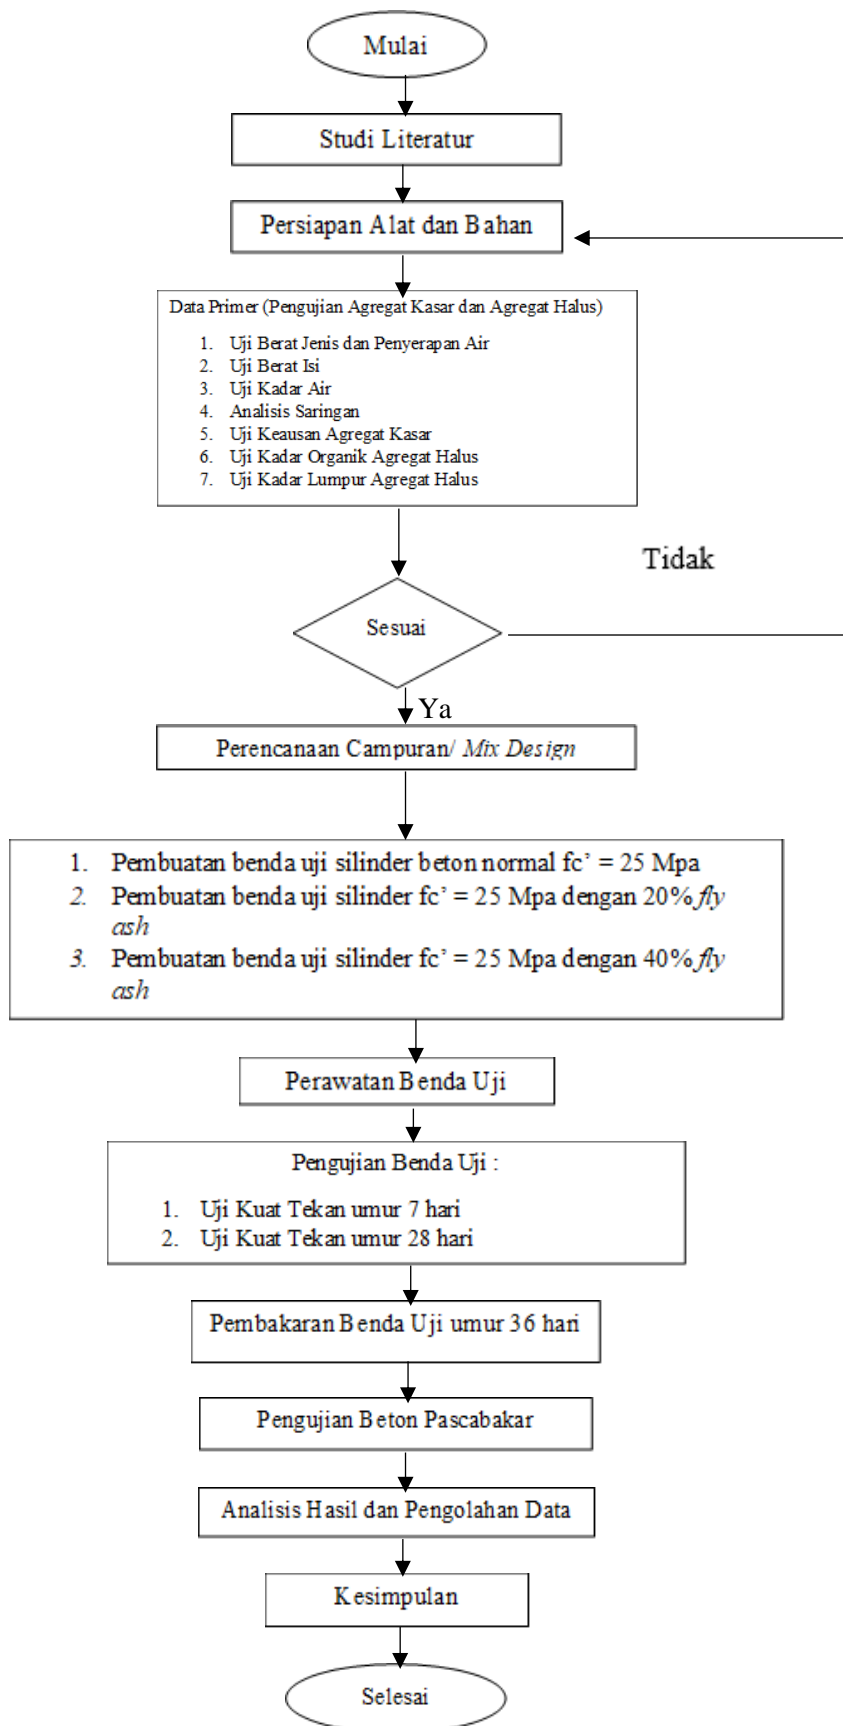 Mulai
Studi Literatur
Persiapan Alat dan Bahan
Data Primer (Pengujian Agregat Kasar dan Agregat Halus)
1. Uji Berat Jenis dan Penyerapan Air
2. Uji Berat Isi
3. Uji Kadar Air
4. Analisis Saringan
5. Uji Keausan Agregat Kasar
6. Uji Kadar Organik Agregat Halus
7. Uji Kadar Lumpur Agregat Halus
Tidak
Sesuai
Ya
Perencanaan Campuran/ Mix Design
1. Pembuatan benda uji silinder beton normal fc’ = 25 Mpa
2. Pembuatan benda uji silinder fc’ = 25 Mpa dengan 20% fly
ash
3. Pembuatan benda uji silinder fc’ = 25 Mpa dengan 40% fly
ash
Perawatan Benda Uji
Pengujian Benda Uji :
1. Uji Kuat Tekan umur 7 hari
2. Uji Kuat Tekan umur 28 hari
Pembakaran Benda Uji umur 36 hari
Pengujian Beton Pascabakar
Analisis Hasil dan Pengolahan Data
Kesimpulan
Selesai